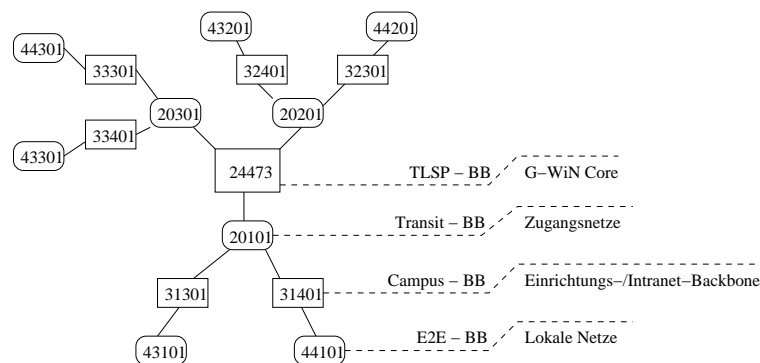 43201
44201
44301
33301
32401
32301
20301
20201
33401
43301
24473
TLSP – BB
G–WiN Core
20101
Transit – BB
Zugangsnetze
31301
31401
Campus – BB
Einrichtungs–/Intranet–Backbone
43101
44101
E2E – BB
Lokale Netze